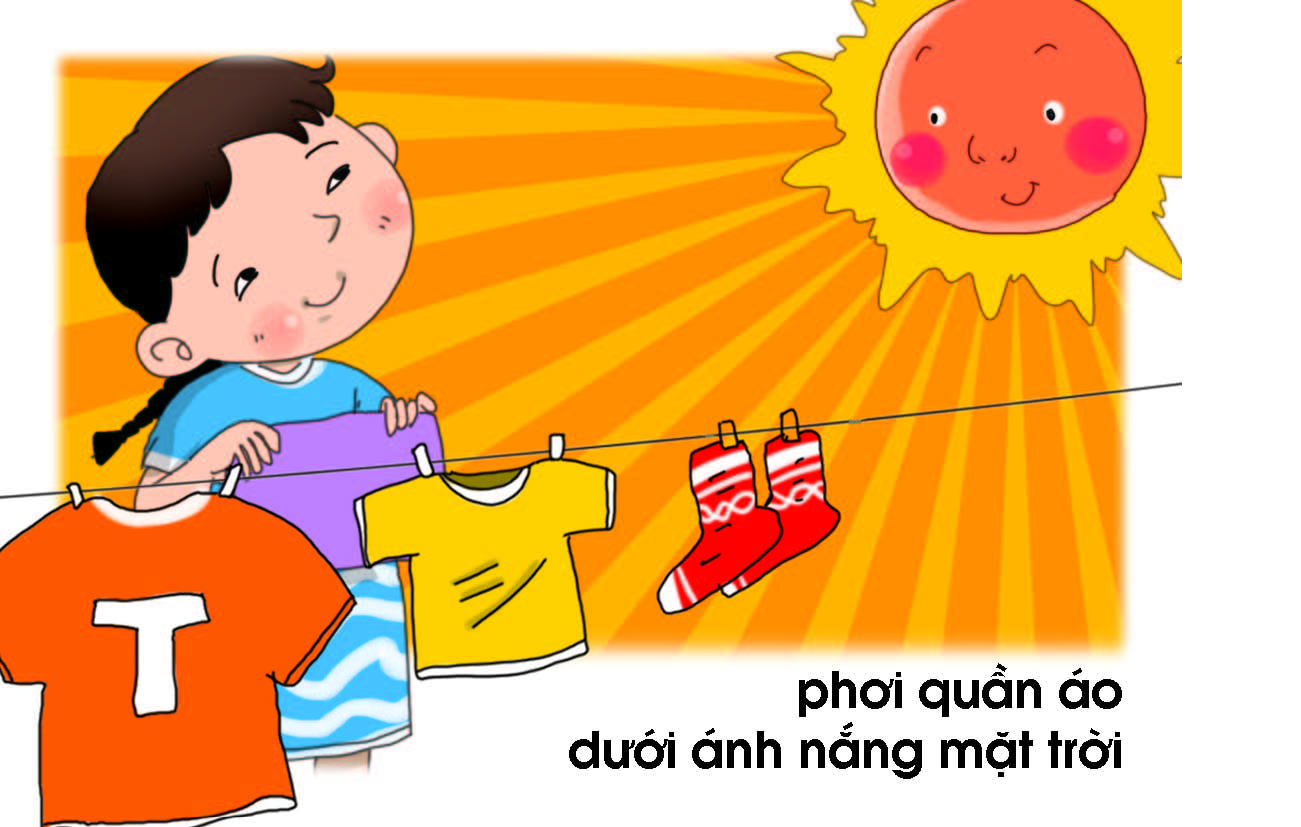 T
phơi quần áo
dưới ánh nắng mặt trời